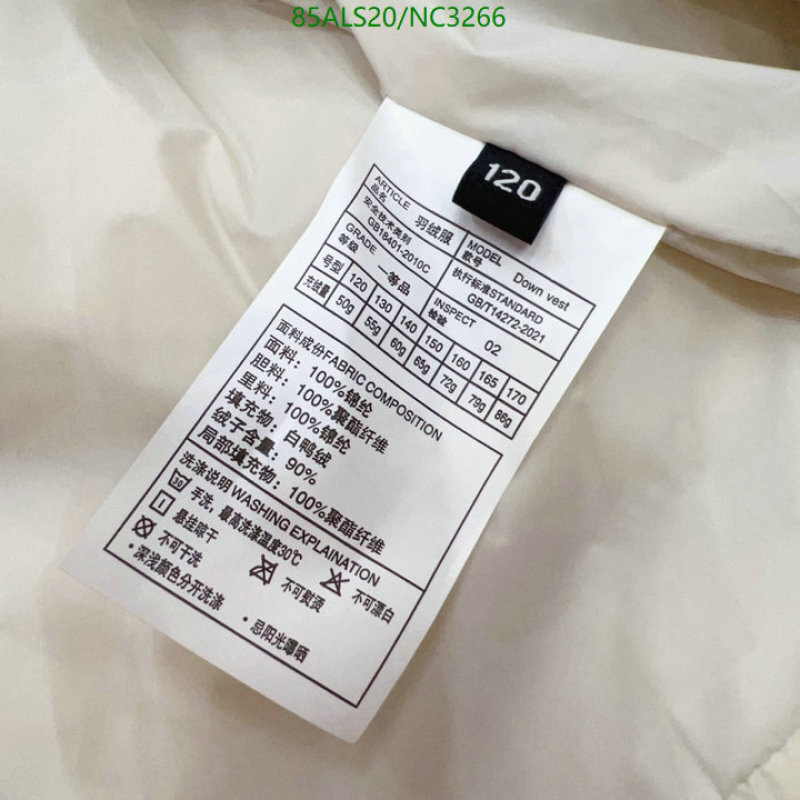 85ALS20/NC3266
120
ARTICLE
品名
羽绒服
MODEL
款号
Down vest
安全技术类别
GB18401-2010C
执行标准STANDARD
GB/T14272-2021
GRADE
等级
一等品
INSPECT
检验
02
号型 120 130 140 150 160 165 170
充绒量 50g 55g 60g 65g 72g 79g 86g
面料成份FABRIC COMPOSITION
面料：100%锦纶
胆料：100%聚酯纤维
里料：100%锦纶
填充物：白鸭绒
绒子含量：90%
局部填充物：100%聚酯纤维
洗涤说明 WASHING EXPLAINATION
30 手洗，最高洗涤温度30℃
悬挂晾干
不可干洗 不可熨烫 不可漂白
·深浅颜色分开洗涤 ·忌阳光曝晒